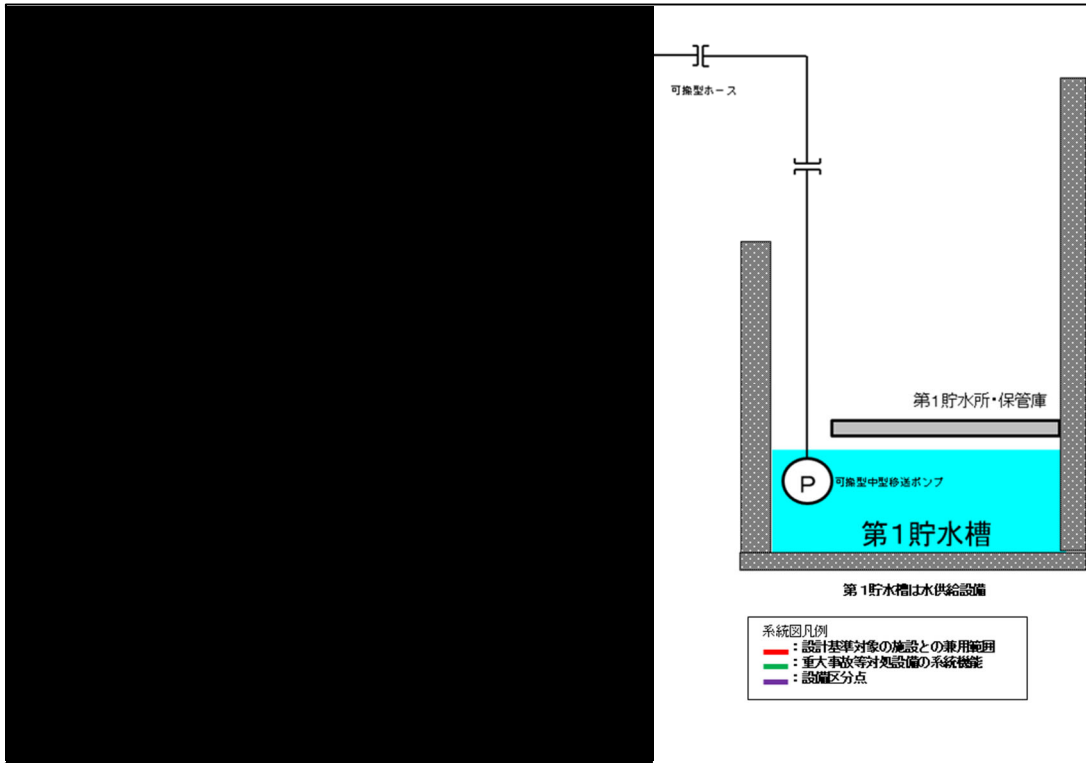 可搬型ホース
第1貯水所・保管庫
P
可搬型中型移送ポンプ
第1貯水槽
第1貯水槽は水供給設備
系統図凡例
：設計基準対象の施設との兼用範囲
：重大事故等対処設備の系統機能
：設備区分点